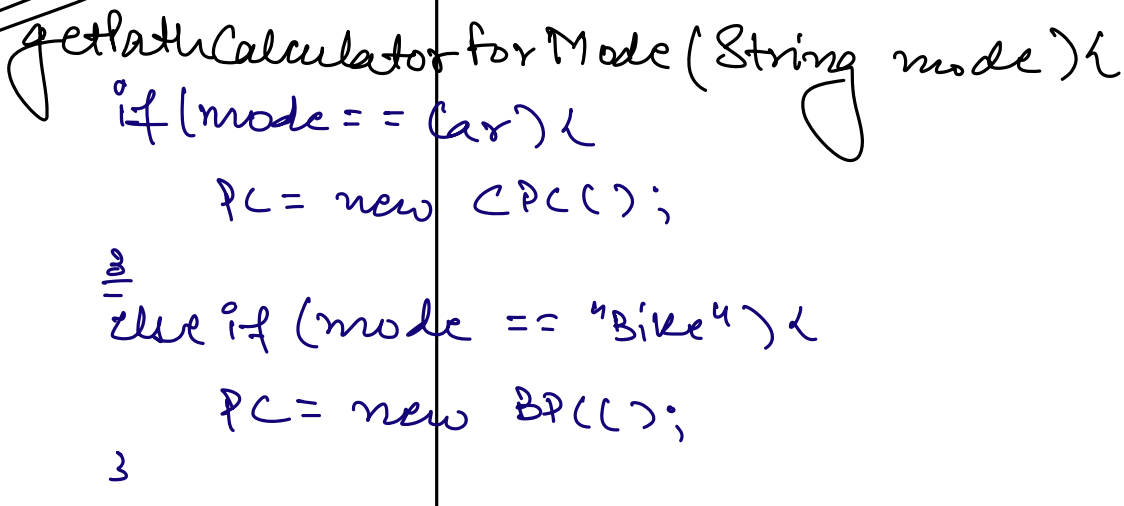 getPathCalculatorforMode(String mode){
if(mode == Car){
PC = new CPC();
}
else if (mode == "Bike"){
PC = new BPC();
}